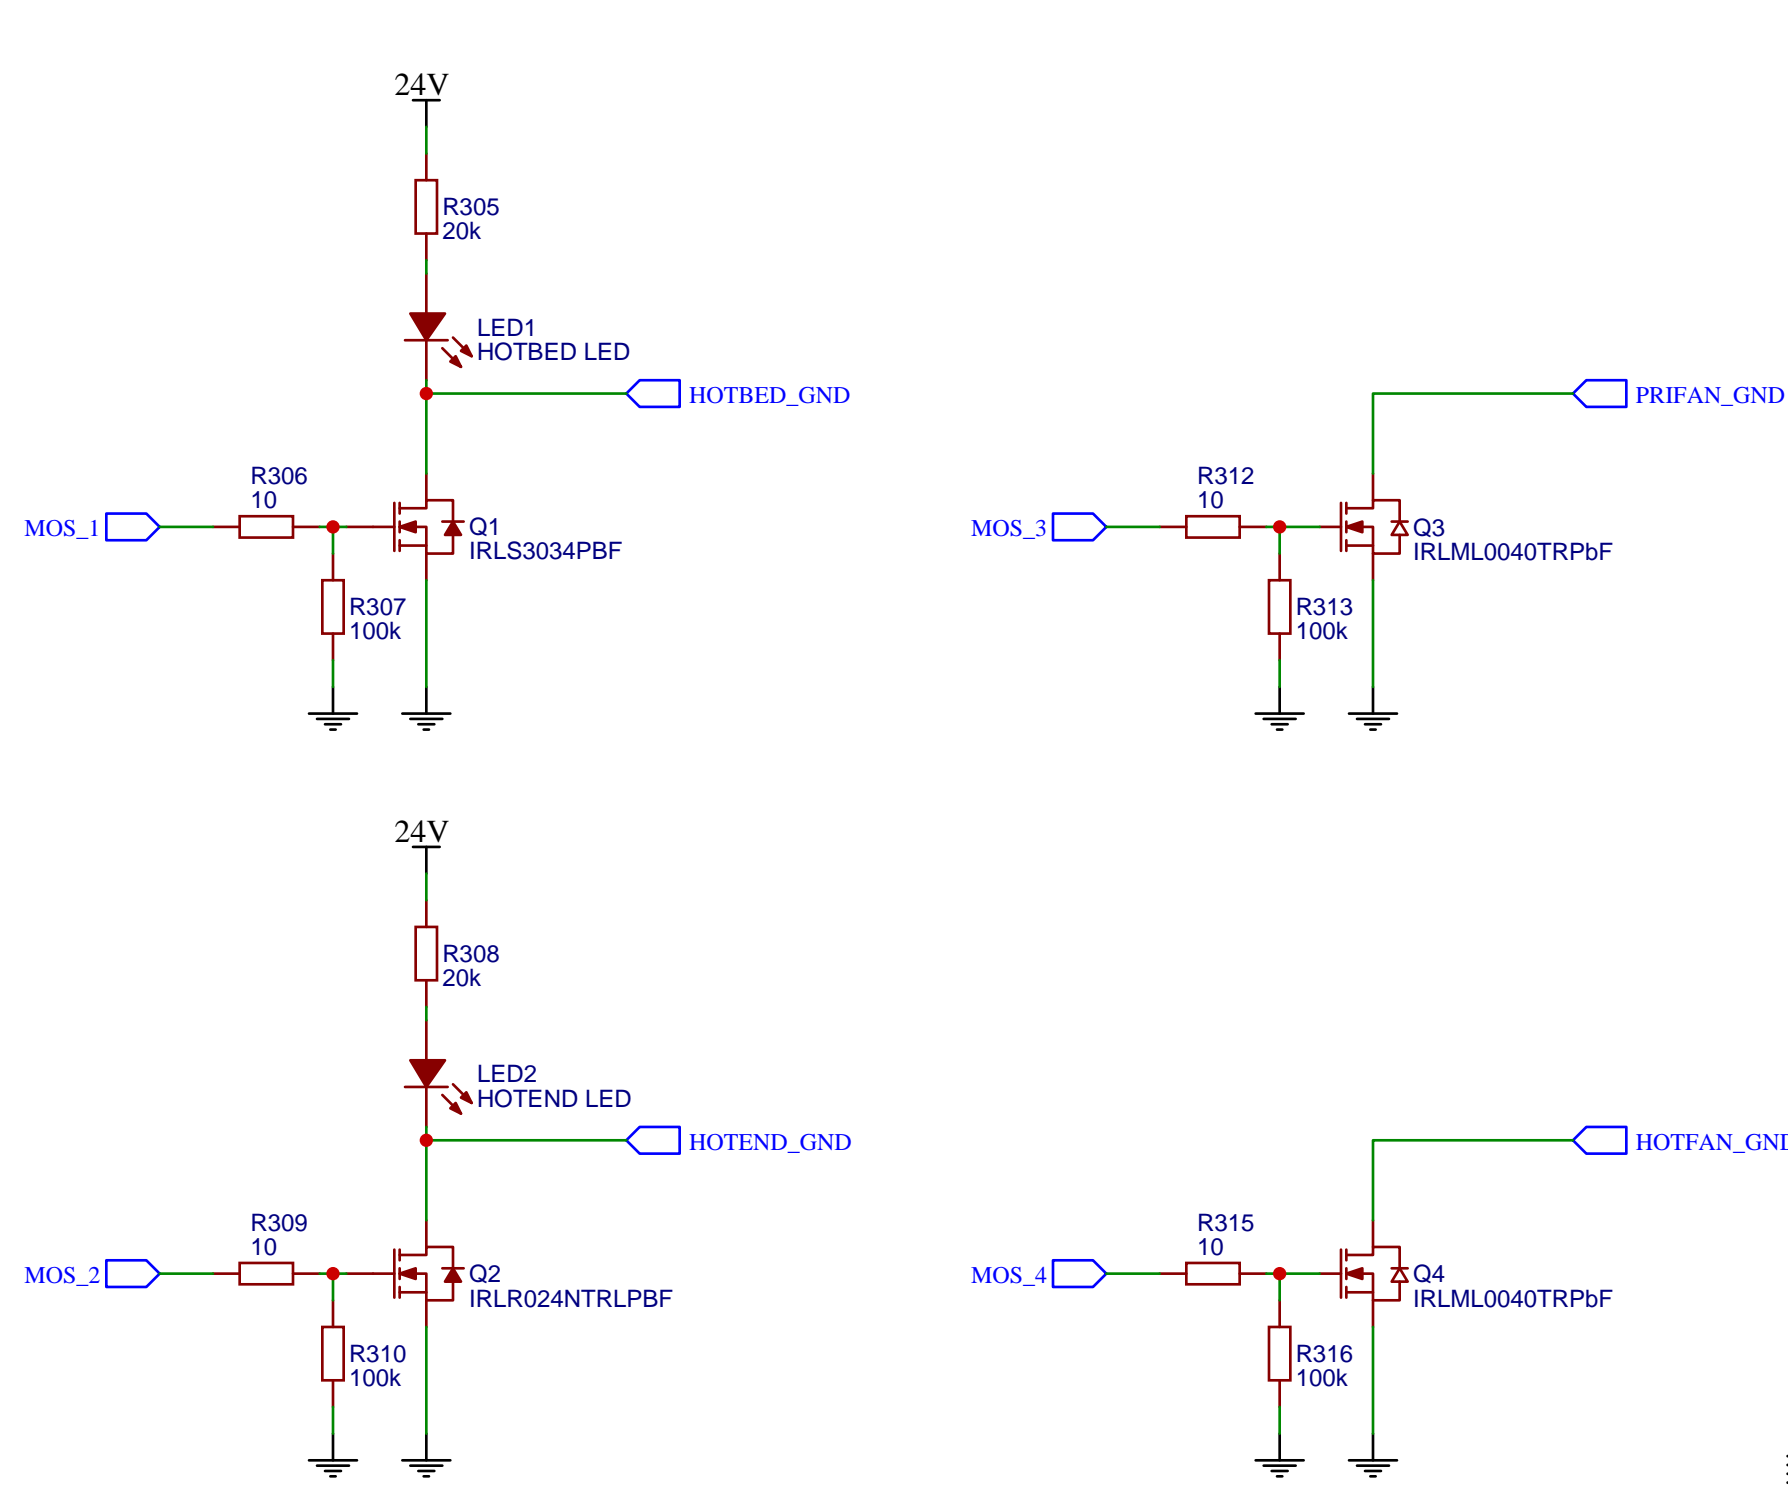 24V
R305
20k
LED1
HOTBED LED
HOTBED_GND
R306
10
MOS_1
Q1
IRLS3034PBF
R307
100k
PRIFAN_GND
R312
10
MOS_3
Q3
IRLML0040TRPbF
R313
100k
24V
R308
20k
LED2
HOTEND LED
HOTEND_GND
R309
10
MOS_2
Q2
IRLR024NTRLPBF
R310
100k
HOTFAN_GND
R315
10
MOS_4
Q4
IRLML0040TRPbF
R316
100k